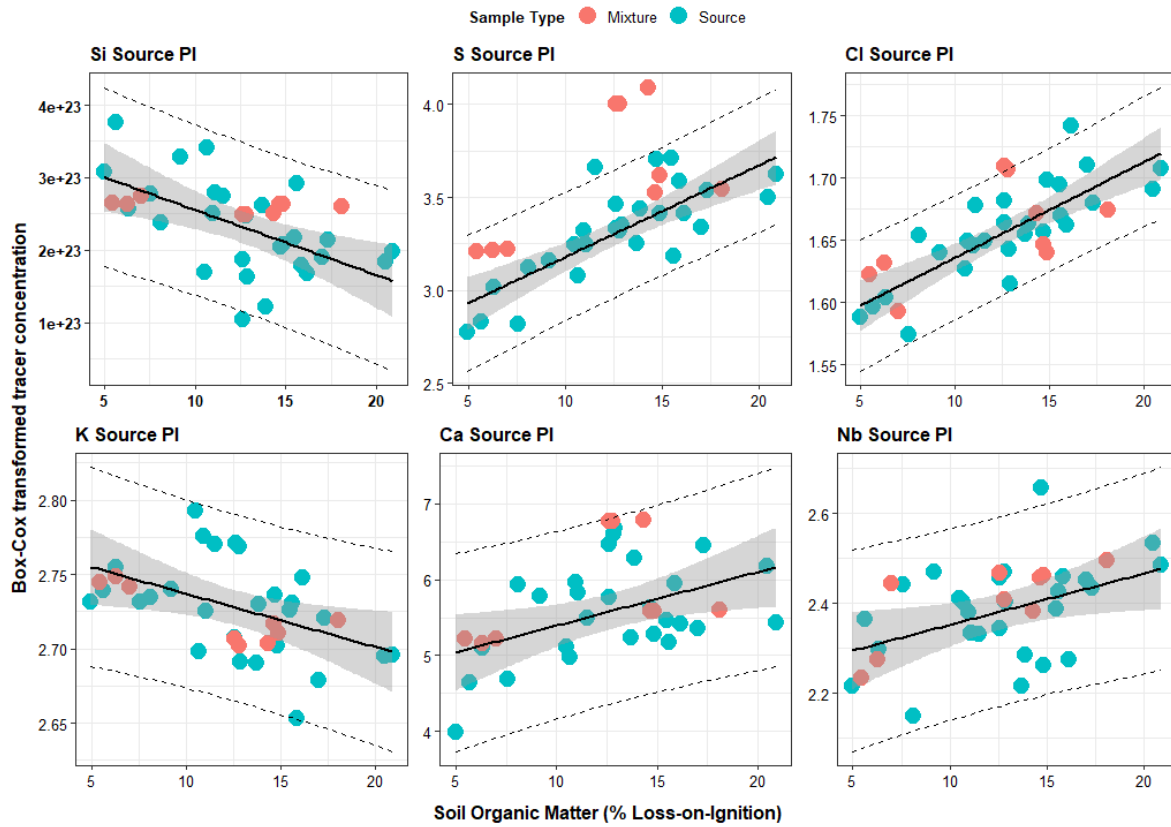 Sample Type Mixture Source
Si Source PI
S Source PI
Cl Source PI
4e+23
3e+23
2e+23
1e+23
5 10 15 20
4.0
3.5
3.0
2.5
5 10 15 20
1.75
1.70
1.65
1.60
1.55
5 10 15 20
Box-Cox transformed tracer concentration
K Source PI
Ca Source PI
Nb Source PI
2.80
2.75
2.70
2.65
5 10 15 20
7
6
5
4
5 10 15 20
2.6
2.4
2.2
5 10 15 20
Soil Organic Matter (% Loss-on-Ignition)